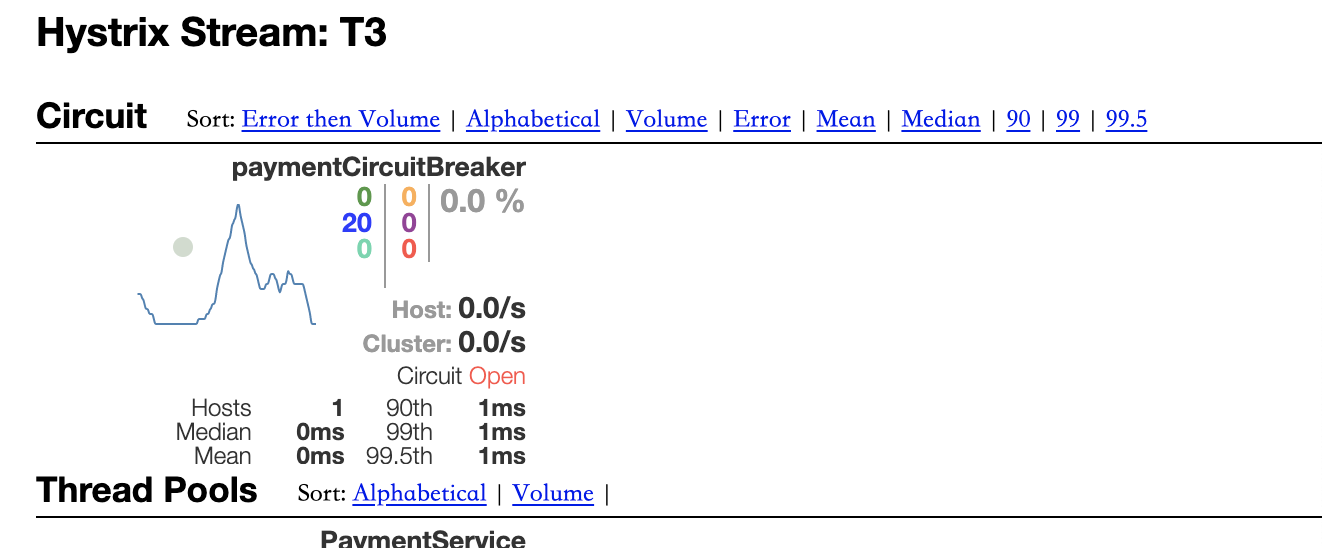 Hystrix Stream: T3
Circuit Sort: Error then Volume | Alphabetical | Volume | Error | Mean | Median | 90 | 99 | 99.5
paymentCircuitBreaker
0 0 0.0 %
20 0
0 0
Host: 0.0/s
Cluster: 0.0/s
Circuit Open
Hosts 1 90th 1ms
Median 0ms 99th 1ms
Mean 0ms 99.5th 1ms
Thread Pools Sort: Alphabetical | Volume |
PaymentService